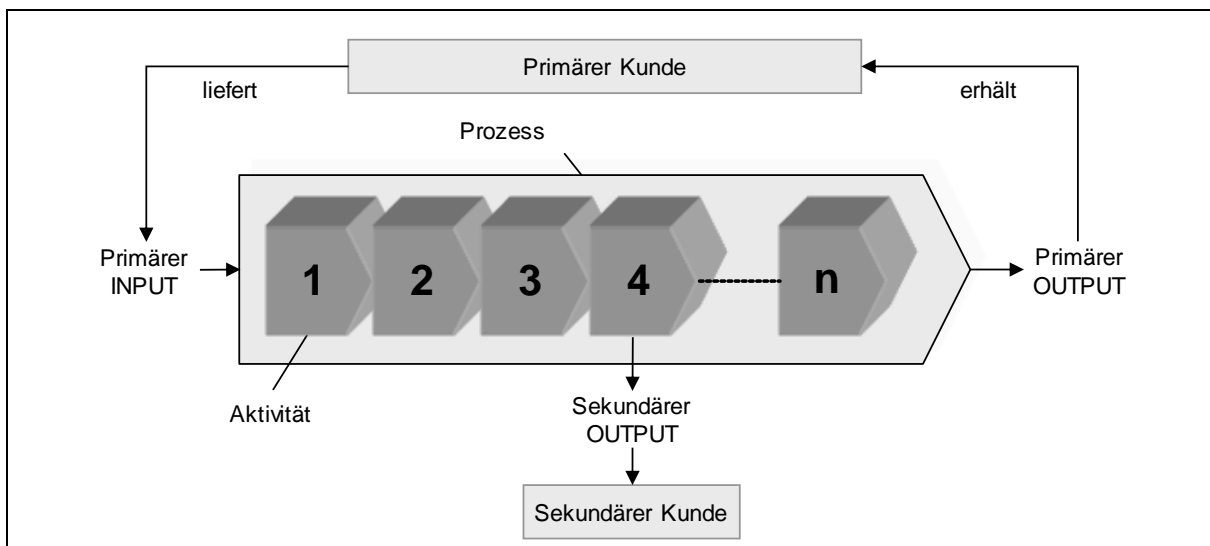 Primärer Kunde
liefert
erhält
Prozess
Primärer
INPUT
1
2
3
4
n
Primärer
OUTPUT
Aktivität
Sekundärer
OUTPUT
Sekundärer Kunde